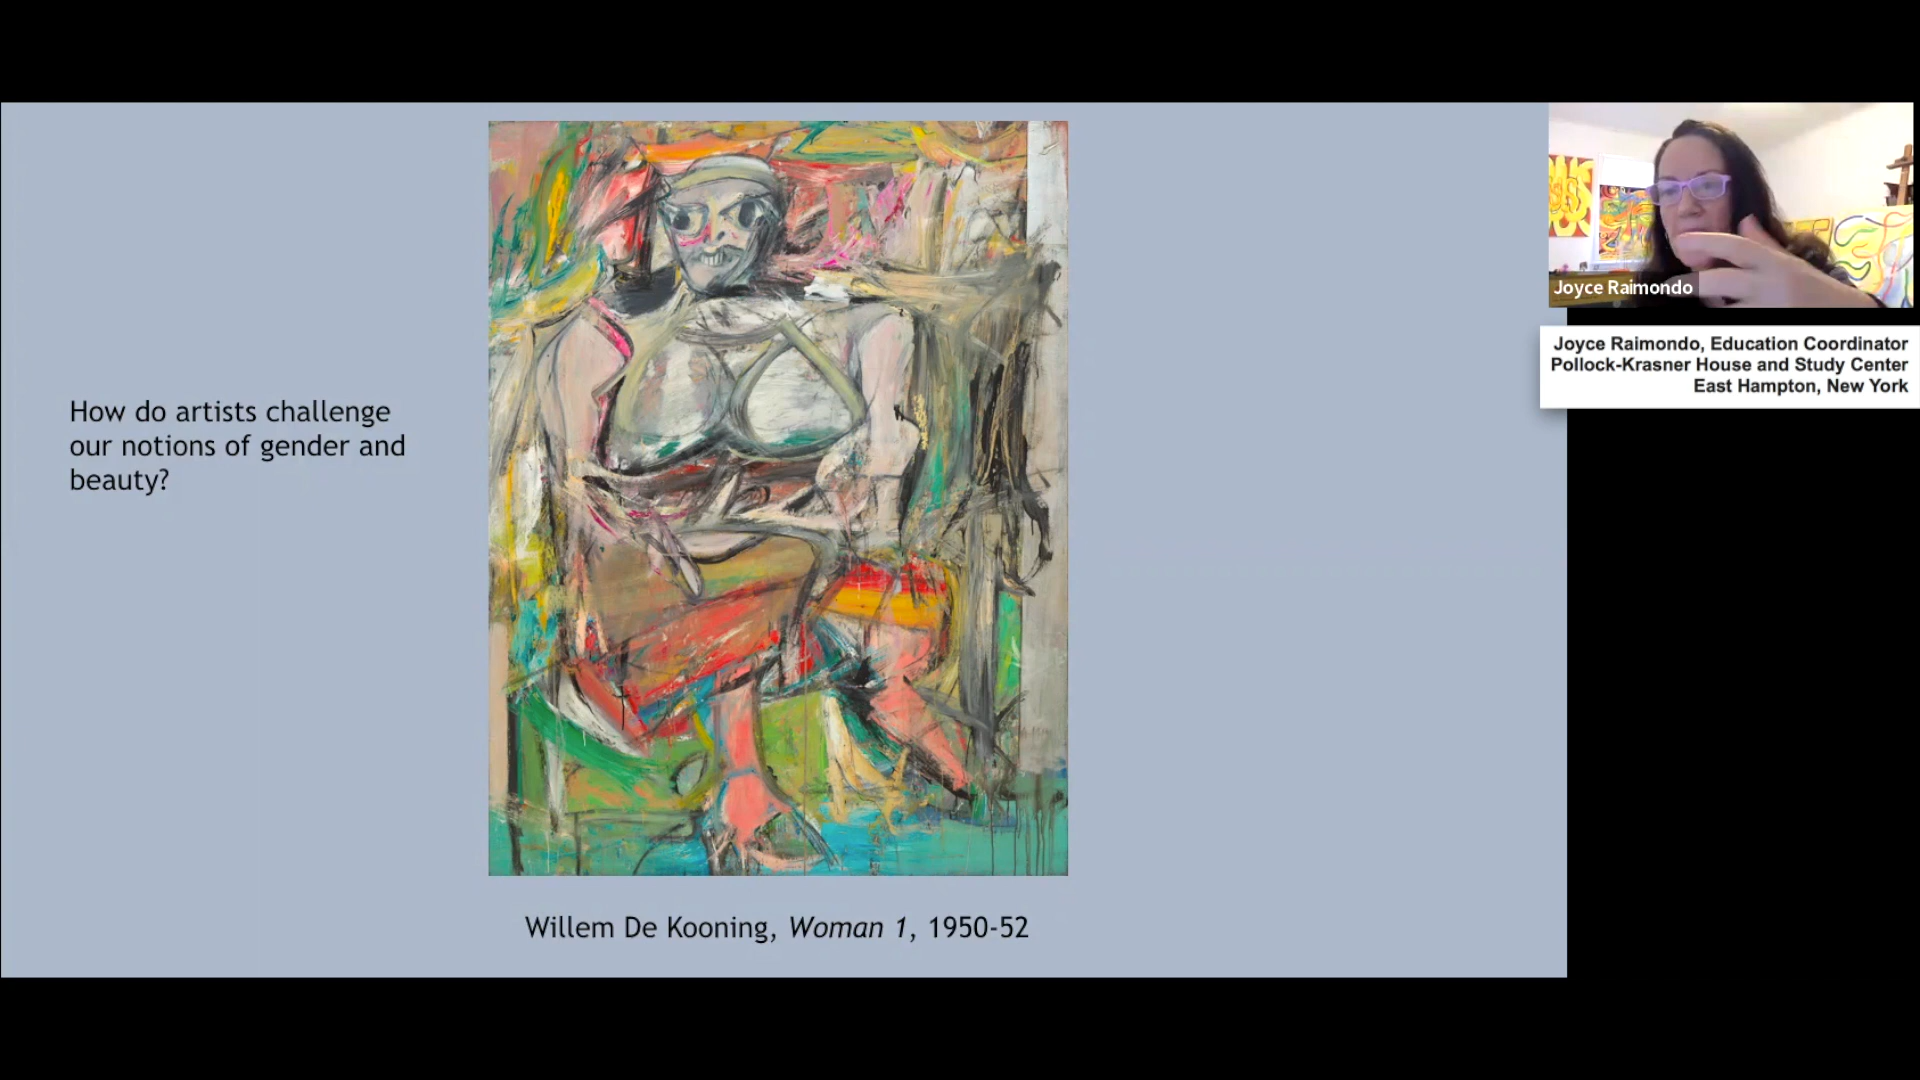 How do artists challenge
our notions of gender and
beauty?
Willem De Kooning, Woman 1, 1950-52
Joyce Raimondo
Joyce Raimondo, Education Coordinator
Pollock-Krasner House and Study Center
East Hampton, New York